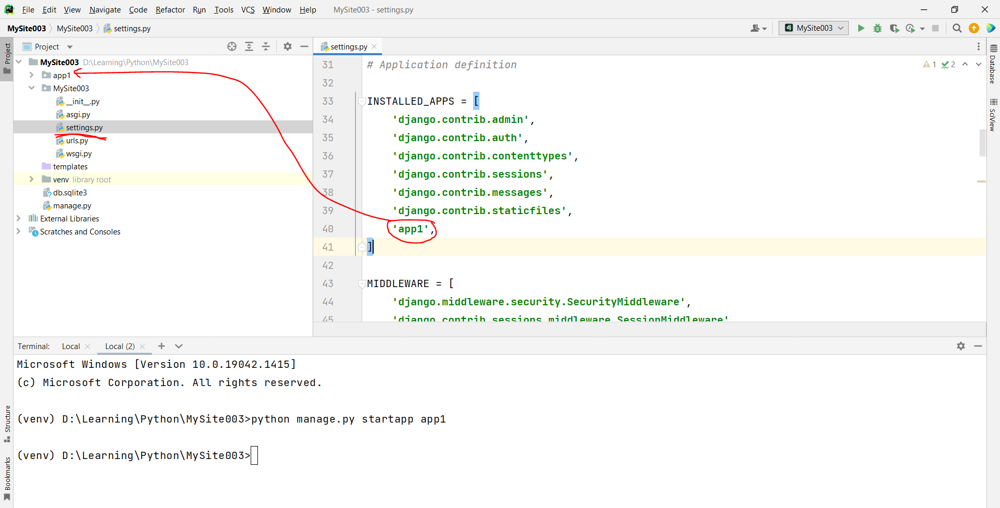 File Edit View Navigate Code Refactor Run Tools VCS Window Help MySite003 - settings.py
MySite003 MySite003 settings.py
dj MySite003
Project
settings.py
Project
MySite003 D:\Learning\Python\MySite003
app1
MySite003
__init__.py
asgi.py
settings.py
urls.py
wsgi.py
templates
venv library root
db.sqlite3
manage.py
External Libraries
Scratches and Consoles
31 # Application definition
1 2
32
33 INSTALLED_APPS = [
34 'django.contrib.admin',
35 'django.contrib.auth',
36 'django.contrib.contenttypes',
37 'django.contrib.sessions',
38 'django.contrib.messages',
39 'django.contrib.staticfiles',
40 'app1',
41 ]
42
43 MIDDLEWARE = [
44 'django.middleware.security.SecurityMiddleware',
45 'django.contrib.sessions.middleware.SessionMiddleware'
Database
SciView
Terminal: Local Local (2)
Microsoft Windows [Version 10.0.19042.1415]
(c) Microsoft Corporation. All rights reserved.
(venv) D:\Learning\Python\MySite003>python manage.py startapp app1
(venv) D:\Learning\Python\MySite003>
Structure
Bookmarks